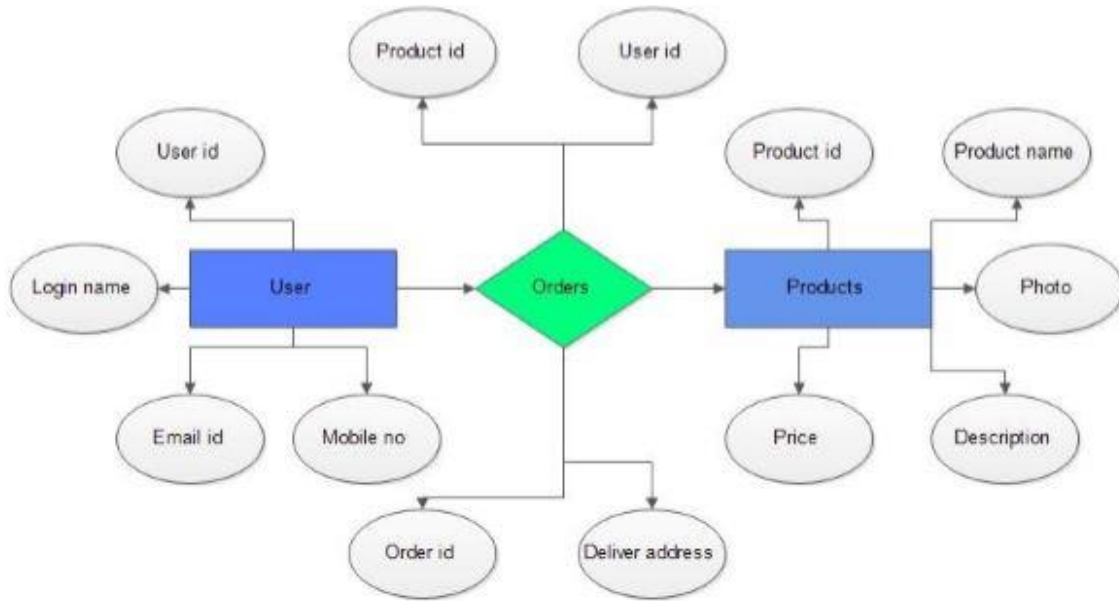 Product id
User id
User id
Product id
Product name
Login name
User
Orders
Products
Photo
Email id
Mobile no
Price
Description
Order id
Deliver address